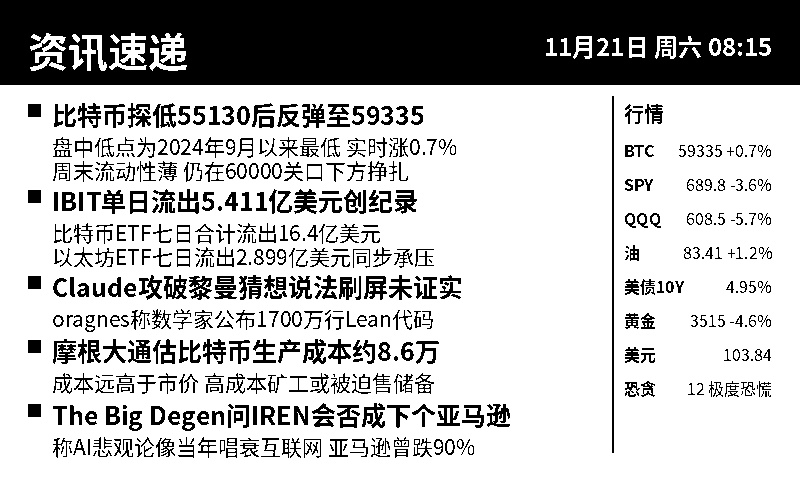 资讯速递
11月21日 周六 08:15
比特币探低55130后反弹至59335
盘中低点为2024年9月以来最低 实时涨0.7%
周末流动性薄 仍在60000关口下方挣扎
IBIT单日流出5.411亿美元创纪录
比特币ETF七日合计流出16.4亿美元
以太坊ETF七日流出2.899亿美元同步承压
Claude攻破黎曼猜想说法刷屏未证实
oragnes称数学家公布1700万行Lean代码
摩根大通估比特币生产成本约8.6万
成本远高于市价 高成本矿工或被迫售储备
The Big Degen问IREN会否成下个亚马逊
称AI悲观论像当年唱衰互联网 亚马逊曾跌90%
行情
BTC 59335 +0.7%
SPY 689.8 -3.6%
QQQ 608.5 -5.7%
油 83.41 +1.2%
美债10Y 4.95%
黄金 3515 -4.6%
美元 103.84
恐贪 12 极度恐慌